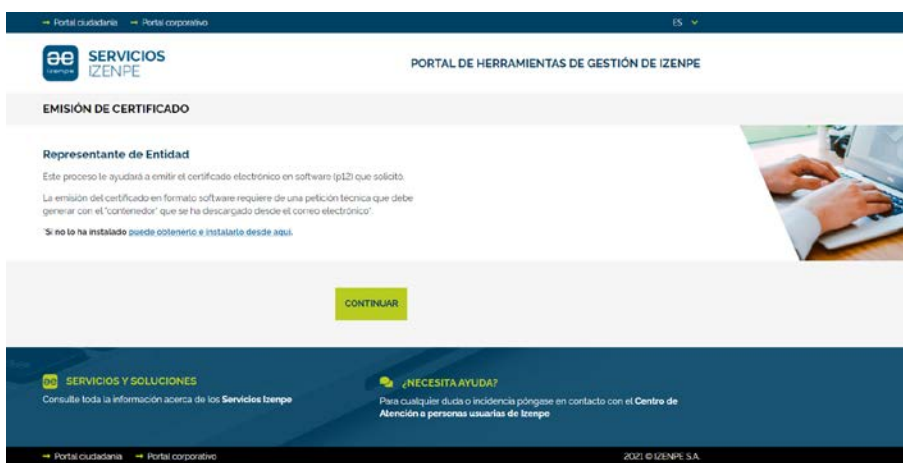 → Portal ciudadanía → Portal corporativo ES
ae
izenpe
SERVICIOS
IZENPE
PORTAL DE HERRAMIENTAS DE GESTIÓN DE IZENPE
EMISIÓN DE CERTIFICADO
Representante de Entidad
Este proceso le ayudará a emitir el certificado electrónico en software (p12) que solicitó.
La emisión del certificado en formato software requiere de una petición técnica que debe
generar con el "contenedor" que se ha descargado desde el correo electrónico*.
*Si no lo ha instalado puede obtenerlo e instalarlo desde aquí.
CONTINUAR
ae SERVICIOS Y SOLUCIONES
Consulte toda la información acerca de los Servicios Izenpe
¿NECESITA AYUDA?
Para cualquier duda o incidencia póngase en contacto con el Centro de
Atención a personas usuarias de Izenpe
→ Portal ciudadanía → Portal corporativo 2021 © IZENPE S.A.